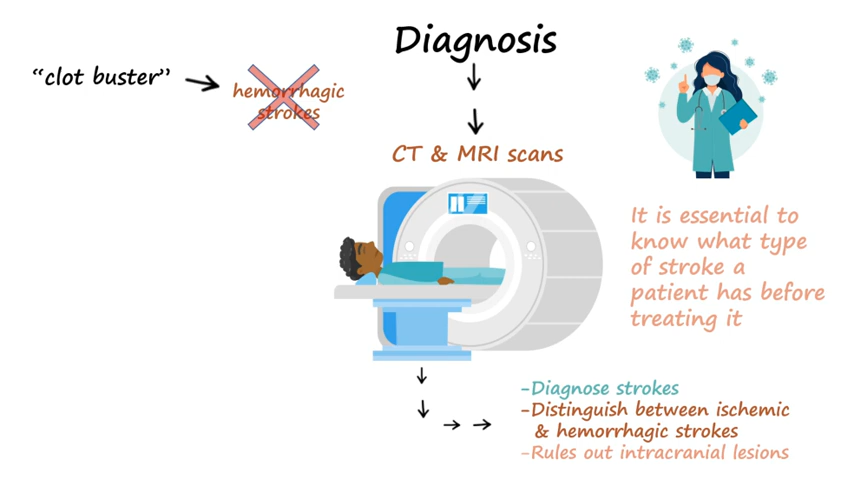 Diagnosis
“clot buster”
hemorrhagic
strokes
CT & MRI scans
It is essential to
know what type
of stroke a
patient has before
treating it
-Diagnose strokes
-Distinguish between ischemic
& hemorrhagic strokes
-Rules out intracranial lesions